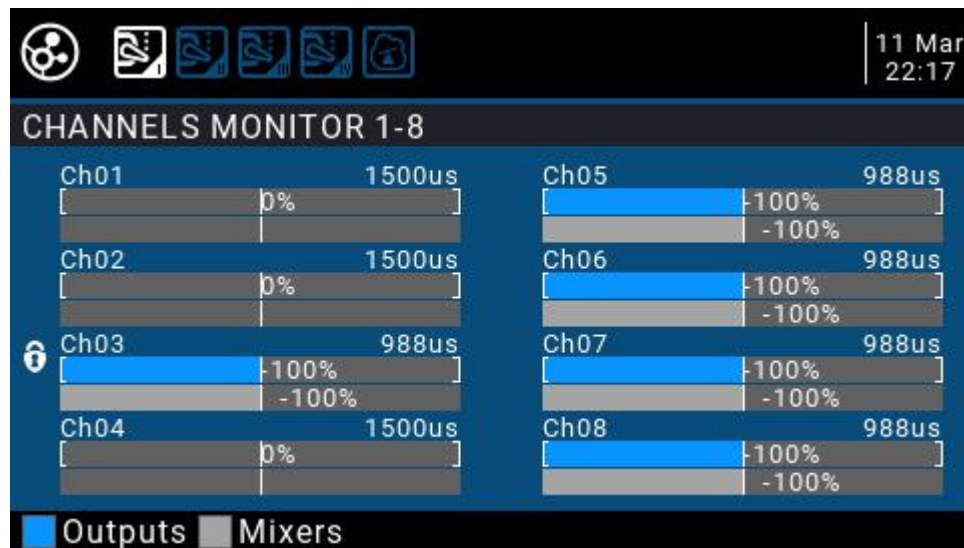 11 Mar
22:17
CHANNELS MONITOR 1-8
Ch01 1500us
0%
Ch02 1500us
0%
Ch03 988us
-100%
-100%
Ch04 1500us
0%
Ch05 988us
-100%
-100%
Ch06 988us
-100%
-100%
Ch07 988us
-100%
-100%
Ch08 988us
-100%
-100%
Outputs Mixers